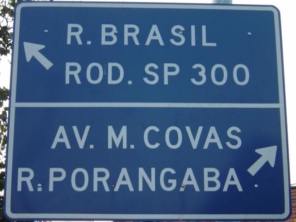 R. BRASIL
ROD. SP 300
AV. M. COVAS
R. PORANGABA